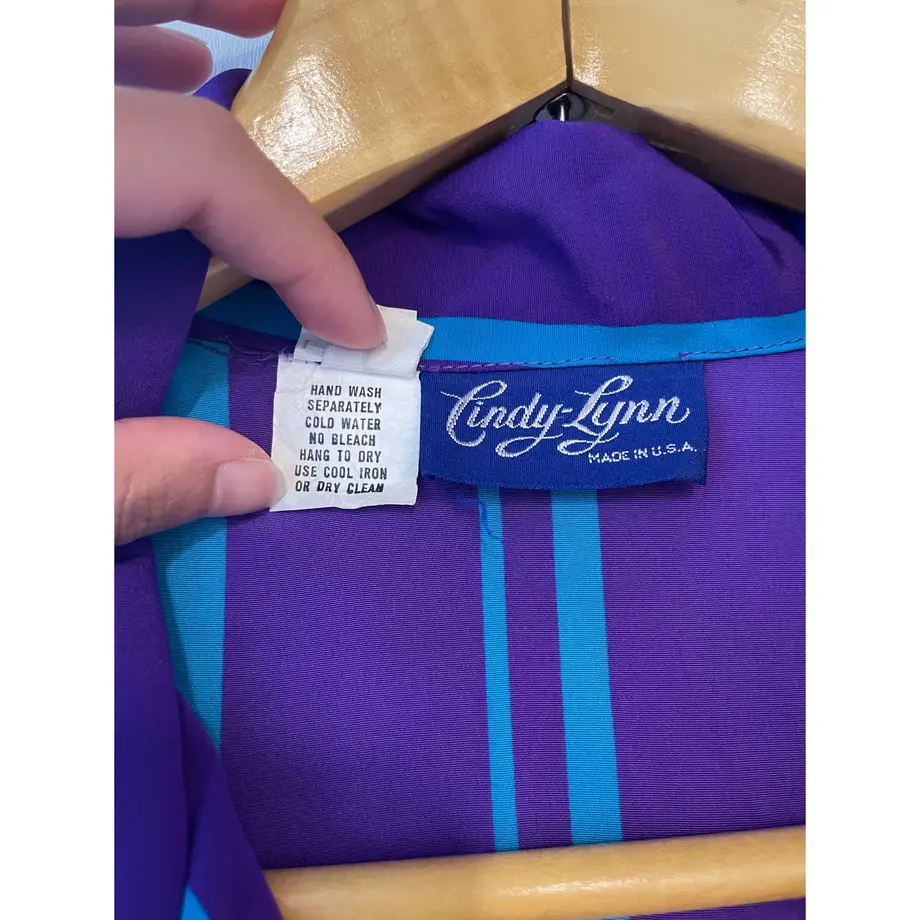 HAND WASH
SEPARATELY
COLD WATER
NO BLEACH
HANG TO DRY
USE COOL IRON
OR DRY CLEAN
Cindy-Lynn
MADE IN U.S.A.